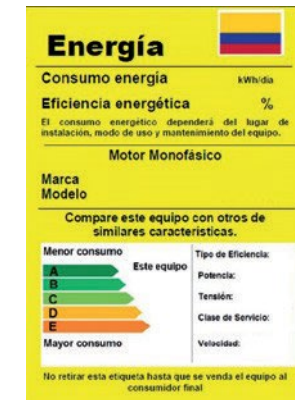 Energía
Consumo energía kWh/día
Eficiencia energética %
El consumo energético dependerá del lugar de
instalación, modo de uso y mantenimiento del equipo.
Motor Monofásico
Marca
Modelo
Compare este equipo con otros de
similares características.
Menor consumo
A
B
C
D
E
Mayor consumo
Este equipo
Tipo de Eficiencia:
Potencia:
Tensión:
Clase de Servicio:
Velocidad:
No retirar esta etiqueta hasta que se venda el equipo al
consumidor final